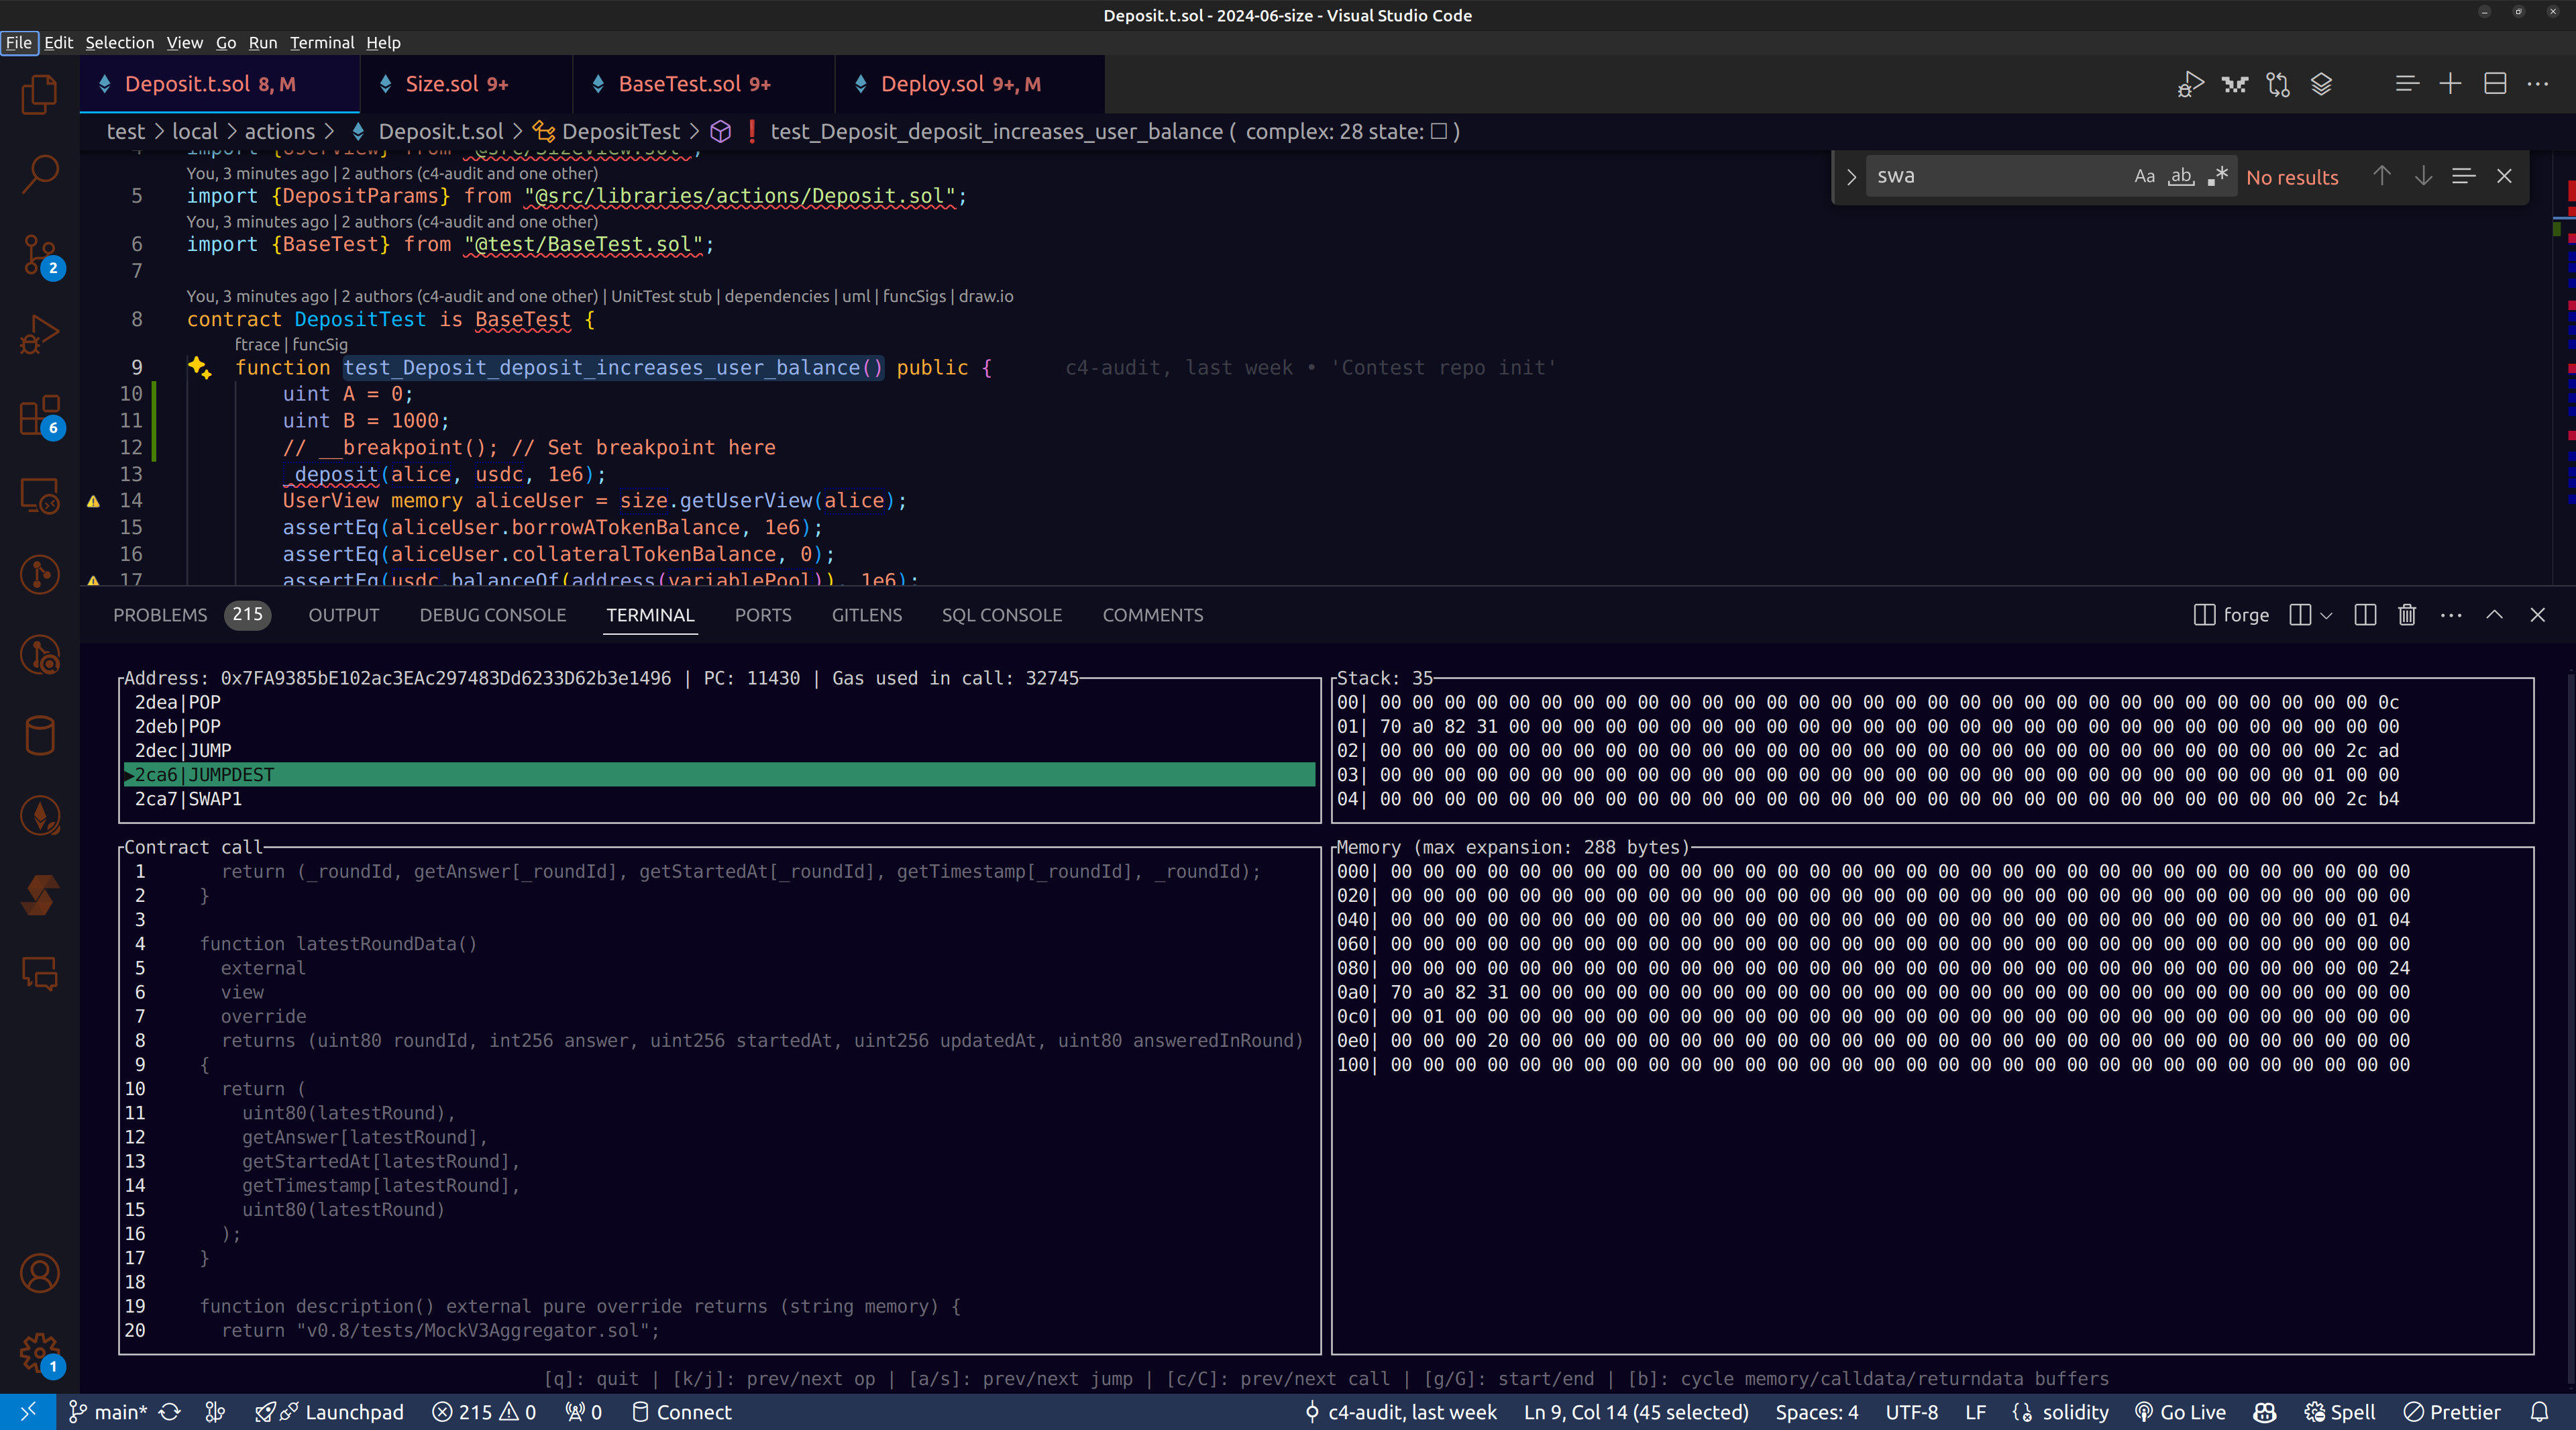 Deposit.t.sol - 2024-06-size - Visual Studio Code
File Edit Selection View Go Run Terminal Help
Deposit.t.sol 8, M Size.sol 9+ BaseTest.sol 9+ Deploy.sol 9+, M
test > local > actions > Deposit.t.sol > DepositTest > test_Deposit_deposit_increases_user_balance ( complex: 28 state: ☐ )
4 import {UserView} from "@src/SizeView.sol";
swa Aa ab, .* No results
You, 3 minutes ago | 2 authors (c4-audit and one other)
5 import {DepositParams} from "@src/libraries/actions/Deposit.sol";
You, 3 minutes ago | 2 authors (c4-audit and one other)
6 import {BaseTest} from "@test/BaseTest.sol";
7
You, 3 minutes ago | 2 authors (c4-audit and one other) | UnitTest stub | dependencies | uml | funcSigs | draw.io
8 contract DepositTest is BaseTest {
ftrace | funcSig
9 function test_Deposit_deposit_increases_user_balance() public { c4-audit, last week • 'Contest repo init'
10 uint A = 0;
11 uint B = 1000;
12 // __breakpoint(); // Set breakpoint here
13 _deposit(alice, usdc, 1e6);
14 UserView memory aliceUser = size.getUserView(alice);
15 assertEq(aliceUser.borrowATokenBalance, 1e6);
16 assertEq(aliceUser.collateralTokenBalance, 0);
17 assertEq(usdc.balanceOf(address(variablePool)), 1e6);
PROBLEMS 215 OUTPUT DEBUG CONSOLE TERMINAL PORTS GITLENS SQL CONSOLE COMMENTS forge
Address: 0x7FA9385bE102ac3EAc297483Dd6233D62b3e1496 | PC: 11430 | Gas used in call: 32745
2dea|POP
2deb|POP
2dec|JUMP
▶2ca6|JUMPDEST
2ca7|SWAP1
Stack: 35
00| 00 00 00 00 00 00 00 00 00 00 00 00 00 00 00 00 00 00 00 00 00 00 00 00 00 00 00 00 00 00 00 0c
01| 70 a0 82 31 00 00 00 00 00 00 00 00 00 00 00 00 00 00 00 00 00 00 00 00 00 00 00 00 00 00 00 00
02| 00 00 00 00 00 00 00 00 00 00 00 00 00 00 00 00 00 00 00 00 00 00 00 00 00 00 00 00 00 00 2c ad
03| 00 00 00 00 00 00 00 00 00 00 00 00 00 00 00 00 00 00 00 00 00 00 00 00 00 00 00 00 00 01 00 00
04| 00 00 00 00 00 00 00 00 00 00 00 00 00 00 00 00 00 00 00 00 00 00 00 00 00 00 00 00 00 00 2c b4
Contract call
1 return (_roundId, getAnswer[_roundId], getStartedAt[_roundId], getTimestamp[_roundId], _roundId);
2 }
3
4 function latestRoundData()
5 external
6 view
7 override
8 returns (uint80 roundId, int256 answer, uint256 startedAt, uint256 updatedAt, uint80 answeredInRound)
9 {
10 return (
11 uint80(latestRound),
12 getAnswer[latestRound],
13 getStartedAt[latestRound],
14 getTimestamp[latestRound],
15 uint80(latestRound)
16 );
17 }
18
19 function description() external pure override returns (string memory) {
20 return "v0.8/tests/MockV3Aggregator.sol";
Memory (max expansion: 288 bytes)
000| 00 00 00 00 00 00 00 00 00 00 00 00 00 00 00 00 00 00 00 00 00 00 00 00 00 00 00 00 00 00 00 00
020| 00 00 00 00 00 00 00 00 00 00 00 00 00 00 00 00 00 00 00 00 00 00 00 00 00 00 00 00 00 00 00 00
040| 00 00 00 00 00 00 00 00 00 00 00 00 00 00 00 00 00 00 00 00 00 00 00 00 00 00 00 00 00 00 01 04
060| 00 00 00 00 00 00 00 00 00 00 00 00 00 00 00 00 00 00 00 00 00 00 00 00 00 00 00 00 00 00 00 00
080| 00 00 00 00 00 00 00 00 00 00 00 00 00 00 00 00 00 00 00 00 00 00 00 00 00 00 00 00 00 00 00 24
0a0| 70 a0 82 31 00 00 00 00 00 00 00 00 00 00 00 00 00 00 00 00 00 00 00 00 00 00 00 00 00 00 00 00
0c0| 00 01 00 00 00 00 00 00 00 00 00 00 00 00 00 00 00 00 00 00 00 00 00 00 00 00 00 00 00 00 00 00
0e0| 00 00 00 20 00 00 00 00 00 00 00 00 00 00 00 00 00 00 00 00 00 00 00 00 00 00 00 00 00 00 00 00
100| 00 00 00 00 00 00 00 00 00 00 00 00 00 00 00 00 00 00 00 00 00 00 00 00 00 00 00 00 00 00 00 00
[q]: quit | [k/j]: prev/next op | [a/s]: prev/next jump | [c/C]: prev/next call | [g/G]: start/end | [b]: cycle memory/calldata/returndata buffers
2
6
1
main* Launchpad 215 0 0 Connect c4-audit, last week Ln 9, Col 14 (45 selected) Spaces: 4 UTF-8 LF solidity Go Live Spell Prettier